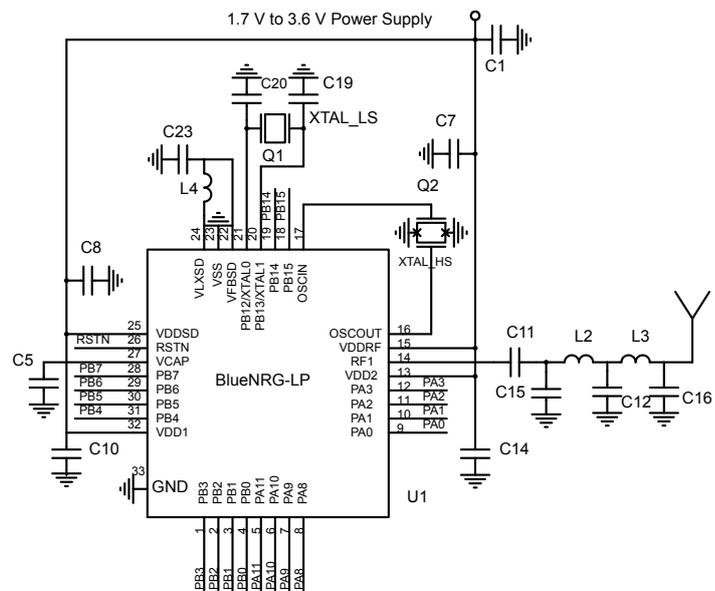 1.7 V to 3.6 V Power Supply
C1
C20
C19
XTAL_LS
C7
C23
Q1
L4
Q2
PB14
PB15
24
23
22
21
20
19
18
17
C8
XTAL_HS
VLXSD
VSS
VFBSD
PB12/XTAL0
PB13/XTAL1
PB14
PB15
OSCIN
25
VDDSD
OSCOUT
16
RSTN
26
RSTN
VDDRF
15
C11
L2
L3
C5
27
VCAP
RF1
14
PB7
28
PB7
BlueNRG-LP
VDD2
13
PB6
29
PB6
PA3
12
PA3
C15
C12
C16
PB5
30
PB5
PA2
11
PA2
PB4
31
PB4
PA1
10
PA1
32
VDD1
PA0
9
PA0
C10
C14
33
GND
PB3
PB2
PB1
PB0
PA11
PA10
PA9
PA8
U1
1
2
3
4
5
6
7
8
PB3
PB2
PB1
PB0
PA11
PA10
PA9
PA8